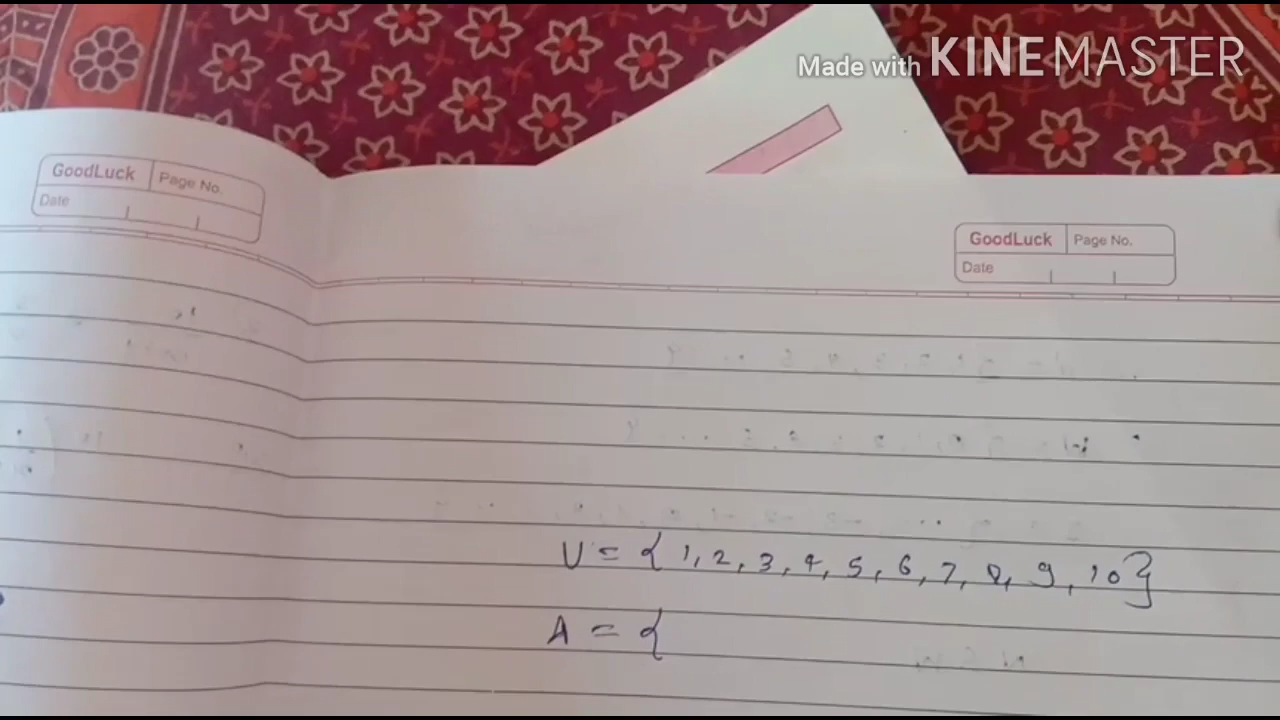 Made with KINEMASTER
GoodLuck Page No.
Date
GoodLuck Page No.
Date
U = { 1, 2, 3, 4, 5, 6, 7, 8, 9, 10 }
A = {